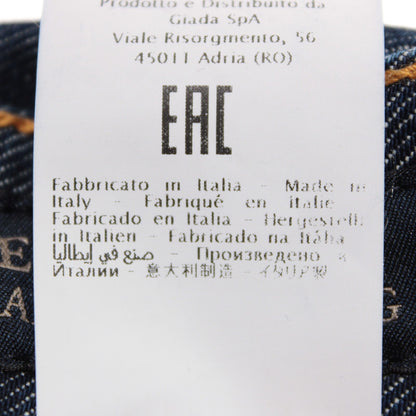 Prodotto e Distribuito da
Giada SpA
Viale Risorgmento, 56
45011 Adria (RO)
EAC
Fabbricato in Italia - Made in
Italy - Fabriqué en Italie -
Fabricado en Italia - Hergestellt
in Italien - Fabricado na Itába
صنع في إيطاليا - Произведено в
Италии - 意大利制造 - イタリア製